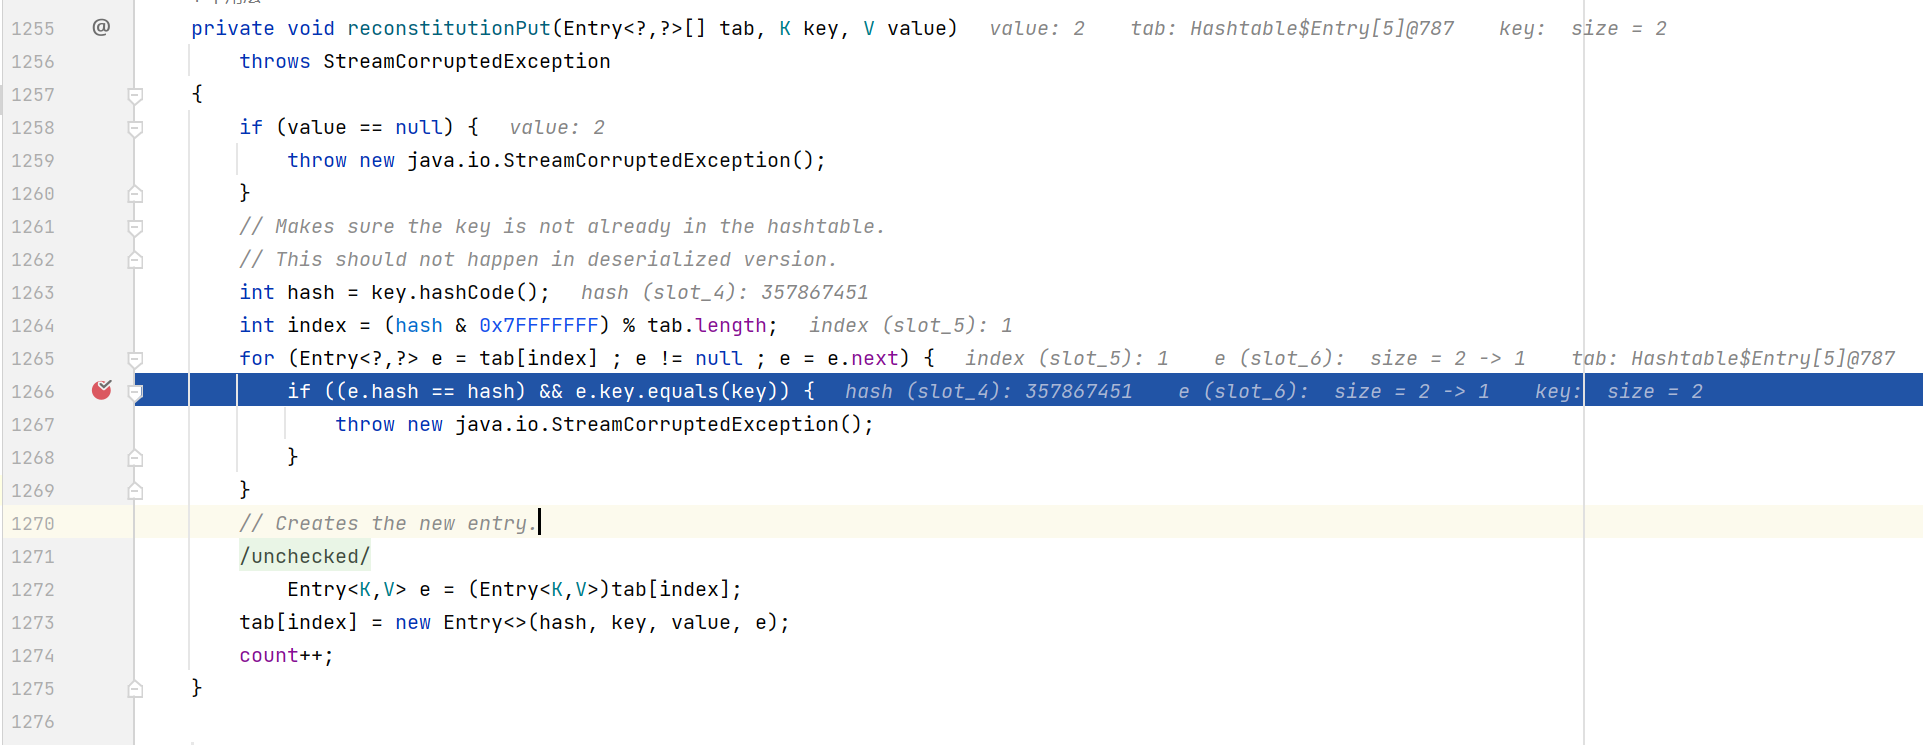 1255 @ private void reconstitutionPut(Entry<?,?>[] tab, K key, V value) value: 2 tab: Hashtable$Entry[5]@787 key: size = 2
1256 throws StreamCorruptedException
1257 {
1258 if (value == null) { value: 2
1259 throw new java.io.StreamCorruptedException();
1260 }
1261 // Makes sure the key is not already in the hashtable.
1262 // This should not happen in deserialized version.
1263 int hash = key.hashCode(); hash (slot_4): 357867451
1264 int index = (hash & 0x7FFFFFFF) % tab.length; index (slot_5): 1
1265 for (Entry<?,?> e = tab[index] ; e != null ; e = e.next) { index (slot_5): 1 e (slot_6): size = 2 -> 1 tab: Hashtable$Entry[5]@787
1266 if ((e.hash == hash) && e.key.equals(key)) { hash (slot_4): 357867451 e (slot_6): size = 2 -> 1 key: size = 2
1267 throw new java.io.StreamCorruptedException();
1268 }
1269 }
1270 // Creates the new entry.
1271 /unchecked/
1272 Entry<K,V> e = (Entry<K,V>)tab[index];
1273 tab[index] = new Entry<>(hash, key, value, e);
1274 count++;
1275 }
1276